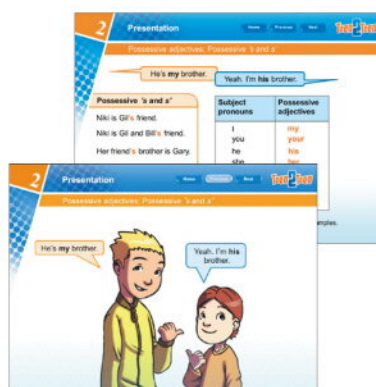 2 Presentation
Home Previous Next
Teen2Teen
Possessive adjectives; Possessive 's and s'
He's my brother.
Yeah. I'm his brother.
Possessive 's and s'
Niki is Gil's friend.
Niki is Gil and Bill's friend.
Her friend's brother is Gary.
Subject pronouns
Possessive adjectives
I my
you your
he his
she her
2 Presentation
Home Previous Next
Teen2Teen
Possessive adjectives; Possessive 's and s'
He's my brother.
Yeah. I'm his
brother.